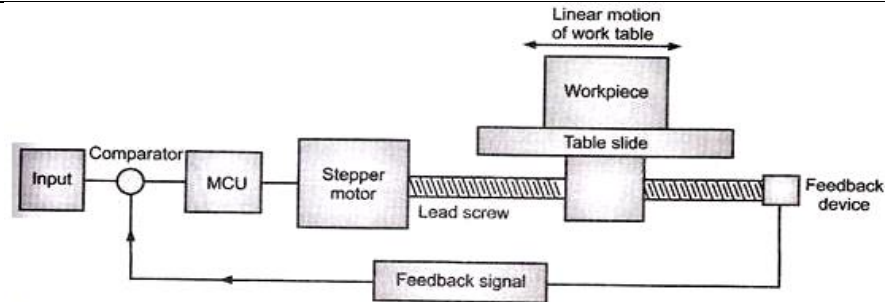 Linear motion
of work table
Workpiece
Table slide
Comparator
Input
MCU
Stepper
motor
Lead screw
Feedback
device
Feedback signal